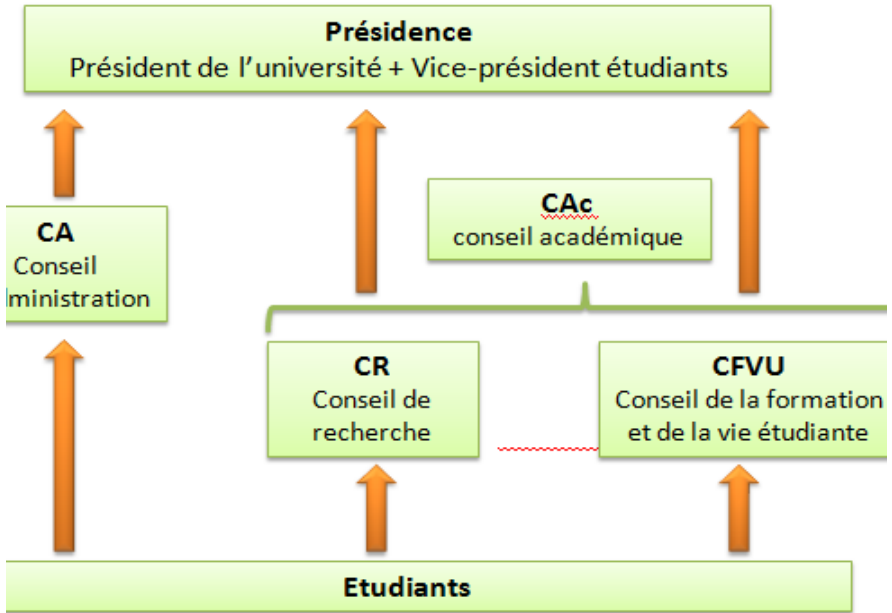 Présidence
Président de l'université + Vice-président étudiants
CAc
conseil académique
CA
Conseil
ministration
CR
Conseil de
recherche
CFVU
Conseil de la formation
et de la vie étudiante
Etudiants